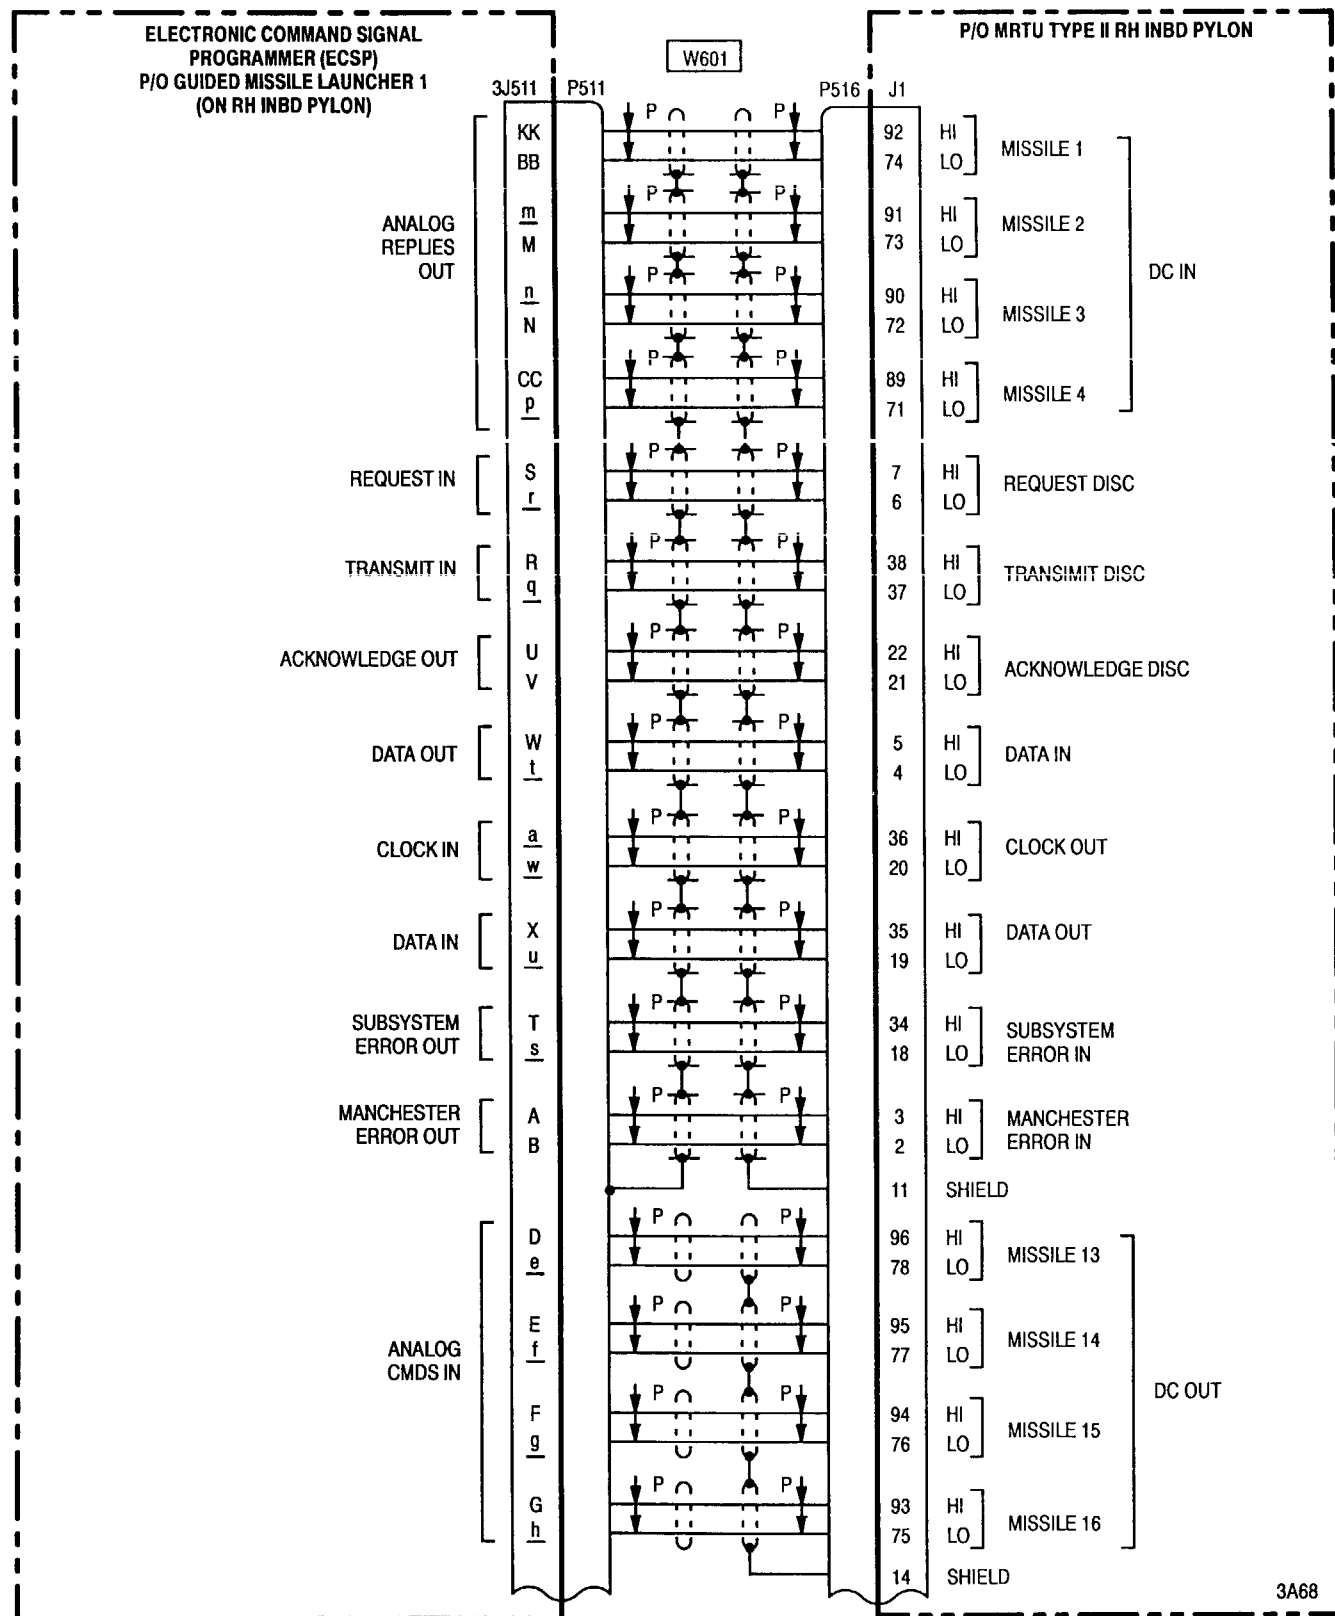 ELECTRONIC COMMAND SIGNAL
PROGRAMMER (ECSP)
P/O GUIDED MISSILE LAUNCHER 1
(ON RH INBD PYLON)
W601
P/O MRTU TYPE II RH INBD PYLON
3J511 P511 P516 J1
ANALOG
REPLIES
OUT
KK P P 92 HI
BB 74 LO
MISSILE 1
m P P 91 HI
M 73 LO
MISSILE 2
n P P 90 HI
N 72 LO
MISSILE 3
CC P P 89 HI
p 71 LO
MISSILE 4
DC IN
REQUEST IN
S P P 7 HI
r 6 LO
REQUEST DISC
TRANSMIT IN
R P P 38 HI
q 37 LO
TRANSIMIT DISC
ACKNOWLEDGE OUT
U P P 22 HI
V 21 LO
ACKNOWLEDGE DISC
DATA OUT
W P P 5 HI
t 4 LO
DATA IN
CLOCK IN
a P P 36 HI
w 20 LO
CLOCK OUT
DATA IN
X P P 35 HI
u 19 LO
DATA OUT
SUBSYSTEM
ERROR OUT
T P P 34 HI
s 18 LO
SUBSYSTEM
ERROR IN
MANCHESTER
ERROR OUT
A P P 3 HI
B 2 LO
MANCHESTER
ERROR IN
11 SHIELD
ANALOG
CMDS IN
D P P 96 HI
e 78 LO
MISSILE 13
E P P 95 HI
f 77 LO
MISSILE 14
F P P 94 HI
g 76 LO
MISSILE 15
G P P 93 HI
h 75 LO
MISSILE 16
DC OUT
14 SHIELD
3A68